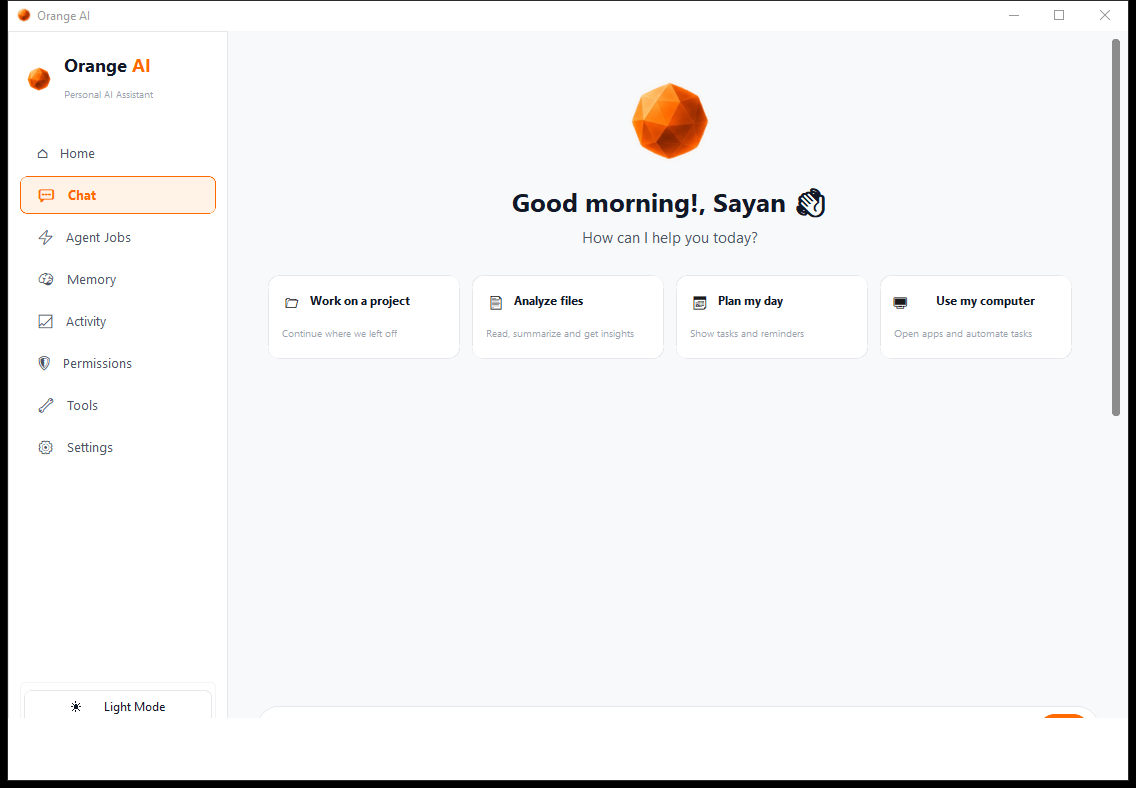 Orange AI
Orange AI
Personal AI Assistant
Home
Chat
Agent Jobs
Memory
Activity
Permissions
Tools
Settings
Light Mode
Good morning!, Sayan 👋
How can I help you today?
Work on a project
Continue where we left off
Analyze files
Read, summarize and get insights
Plan my day
Show tasks and reminders
Use my computer
Open apps and automate tasks